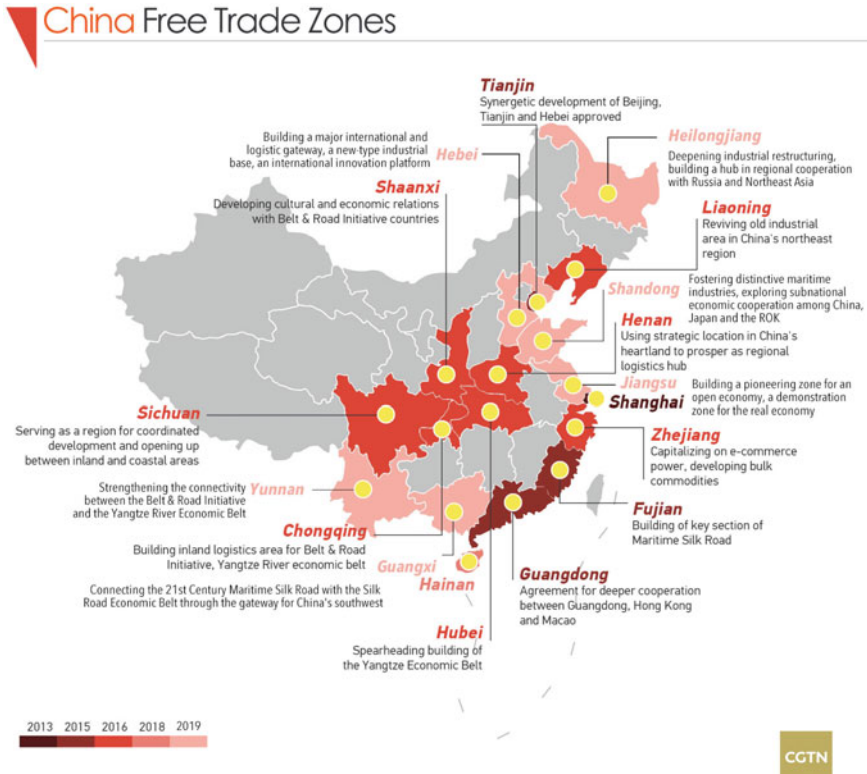 China Free Trade Zones
Tianjin
Synergetic development of Beijing,
Tianjin and Hebei approved
Building a major international and
logistic gateway, a new-type industrial
base, an international innovation platform
Hebei
Heilongjiang
Deepening industrial restructuring,
building a hub in regional cooperation
with Russia and Northeast Asia
Shaanxi
Developing cultural and economic relations
with Belt & Road Initiative countries
Liaoning
Reviving old industrial
area in China's northeast
region
Shandong
Fostering distinctive maritime
industries, exploring subnational
economic cooperation among China,
Japan and the ROK
Henan
Using strategic location in China's
heartland to prosper as regional
logistics hub
Jiangsu
Building a pioneering zone for an
open economy, a demonstration
zone for the real economy
Shanghai
Sichuan
Serving as a region for coordinated
development and opening up
between inland and coastal areas
Zhejiang
Capitalizing on e-commerce
power, developing bulk
commodities
Strengthening the connectivity
between the Belt & Road Initiative
and the Yangtze River Economic Belt
Yunnan
Fujian
Building of key section of
Maritime Silk Road
Chongqing
Building inland logistics area for Belt & Road
Initiative, Yangtze River economic belt
Guangxi
Connecting the 21st Century Maritime Silk Road with the Silk
Road Economic Belt through the gateway for China's southwest
Hainan
Guangdong
Agreement for deeper cooperation
between Guangdong, Hong Kong
and Macao
Hubei
Spearheading building of
the Yangtze Economic Belt
2013 2015 2016 2018 2019
CGTN